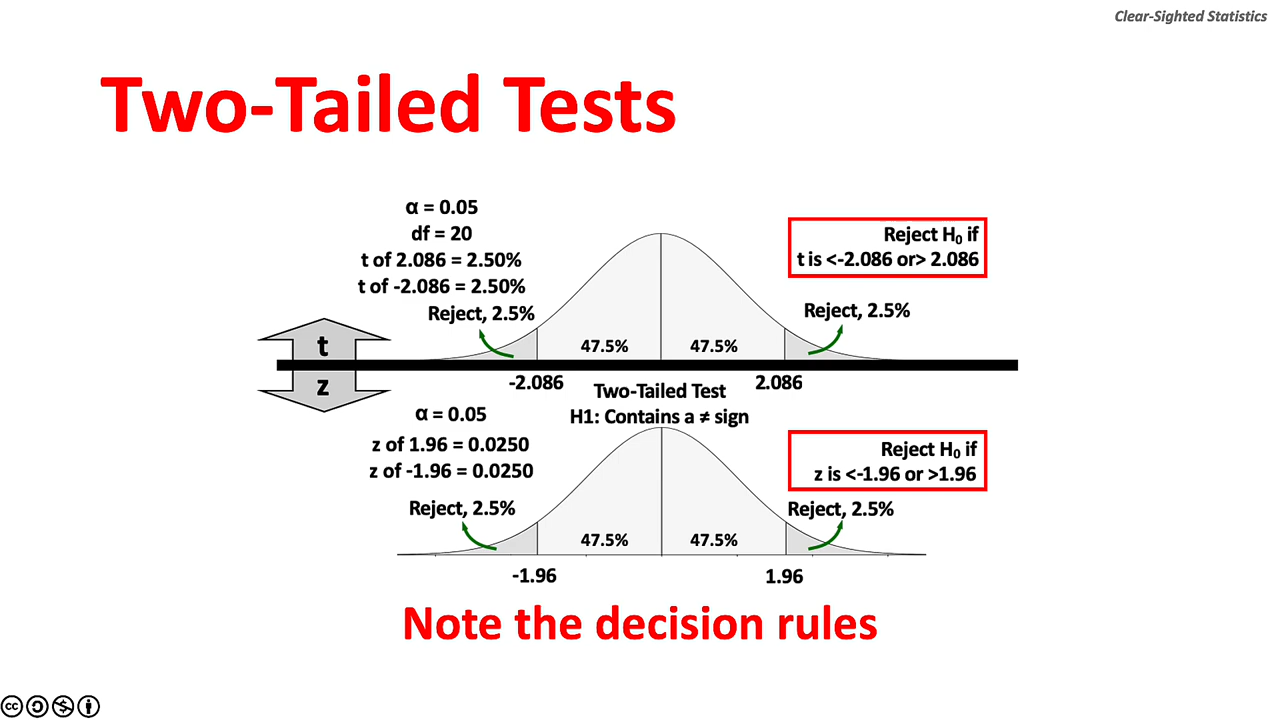 Clear-Sighted Statistics
Two-Tailed Tests
α = 0.05
df = 20
t of 2.086 = 2.50%
t of -2.086 = 2.50%
Reject, 2.5%
Reject H₀ if
t is <-2.086 or> 2.086
Reject, 2.5%
47.5%
47.5%
t
z
-2.086
2.086
Two-Tailed Test
H1: Contains a ≠ sign
α = 0.05
z of 1.96 = 0.0250
z of -1.96 = 0.0250
Reject, 2.5%
Reject H₀ if
z is <-1.96 or >1.96
Reject, 2.5%
47.5%
47.5%
-1.96
1.96
Note the decision rules
cc